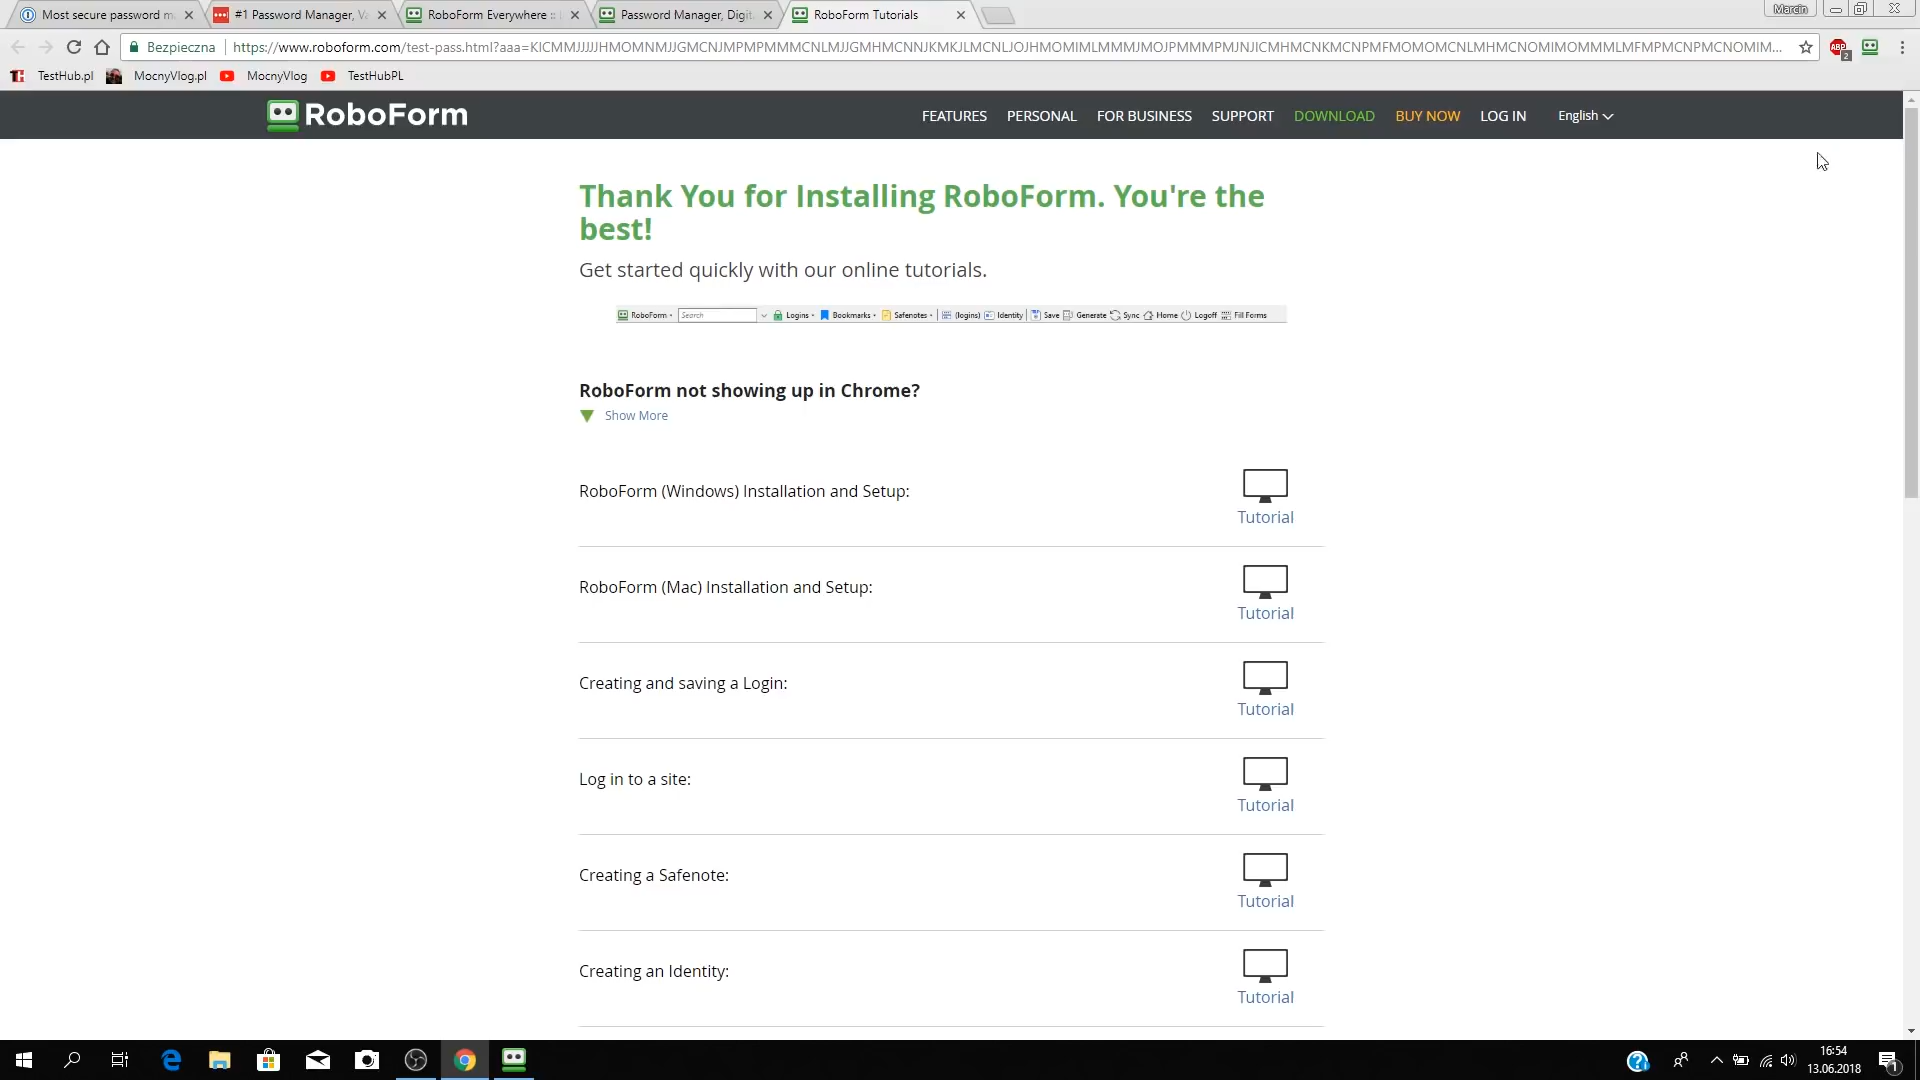 Most secure password m
#1 Password Manager, Va
RoboForm Everywhere ::
Password Manager, Digit
RoboForm Tutorials
Marcin
Bezpieczna
https://www.roboform.com/test-pass.html?aaa=KICMMJJJJJHMOMNMJJGMCNJMPMPMMMCNLMJJGMHMCNNJKMKJLMCNLJOJHMOMIMLMMMJMOJPMMMPMJNJICMHMCNKMCNPMFMOMOMCNLMHMCNOMIMOMMMLMFMPMCNPMCNOMIM...
ABP
2
TestHub.pl
MocnyVlog.pl
MocnyVlog
TestHubPL
RoboForm
FEATURES
PERSONAL
FOR BUSINESS
SUPPORT
DOWNLOAD
BUY NOW
LOG IN
English
Thank You for Installing RoboForm. You're the
best!
Get started quickly with our online tutorials.
RoboForm Search Logins Bookmarks Safenotes (logins) Identity Save Generate Sync Home Logoff Fill Forms
RoboForm not showing up in Chrome?
Show More
RoboForm (Windows) Installation and Setup:
Tutorial
RoboForm (Mac) Installation and Setup:
Tutorial
Creating and saving a Login:
Tutorial
Log in to a site:
Tutorial
Creating a Safenote:
Tutorial
Creating an Identity:
Tutorial
16:54
13.06.2018
1